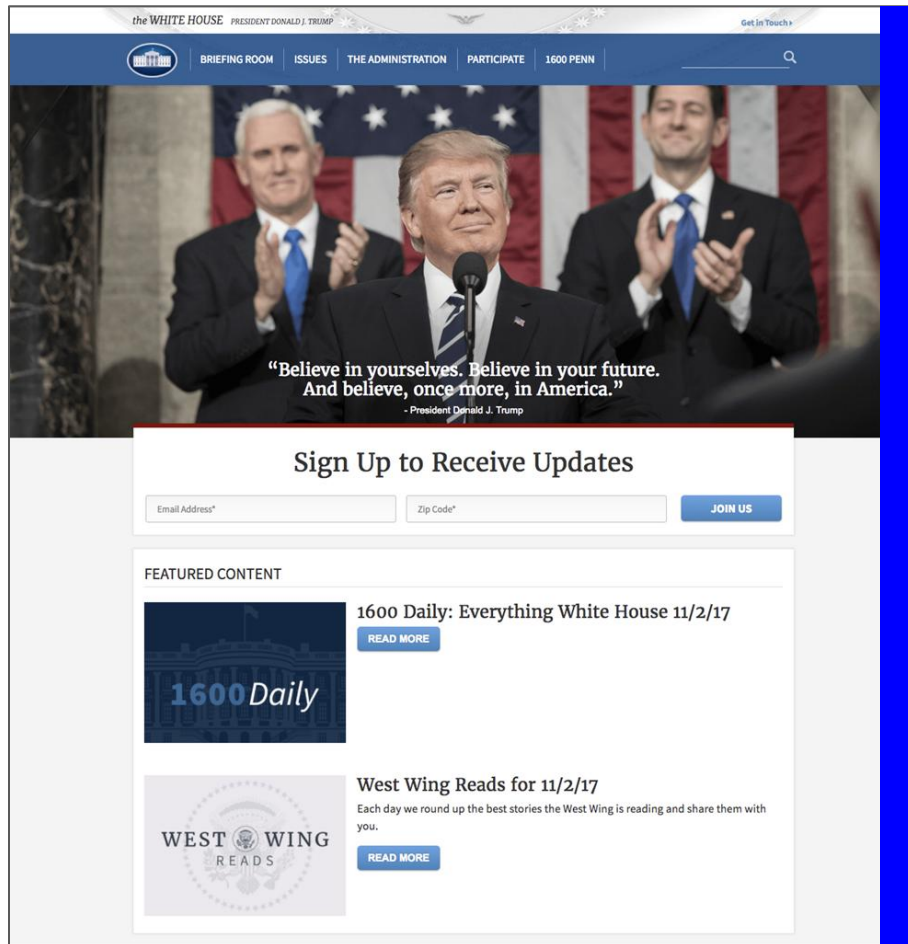 the WHITE HOUSE PRESIDENT DONALD J. TRUMP
Get in Touch
BRIEFING ROOM ISSUES THE ADMINISTRATION PARTICIPATE 1600 PENN
“Believe in yourselves. Believe in your future.
And believe, once more, in America.”
- President Donald J. Trump
Sign Up to Receive Updates
Email Address* Zip Code* JOIN US
FEATURED CONTENT
1600 Daily
1600 Daily: Everything White House 11/2/17
READ MORE
WEST WING
READS
West Wing Reads for 11/2/17
Each day we round up the best stories the West Wing is reading and share them with
you.
READ MORE